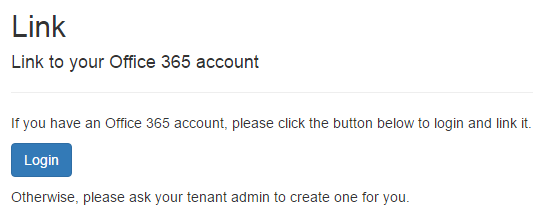 Link
Link to your Office 365 account
If you have an Office 365 account, please click the button below to login and link it.
Login
Otherwise, please ask your tenant admin to create one for you.